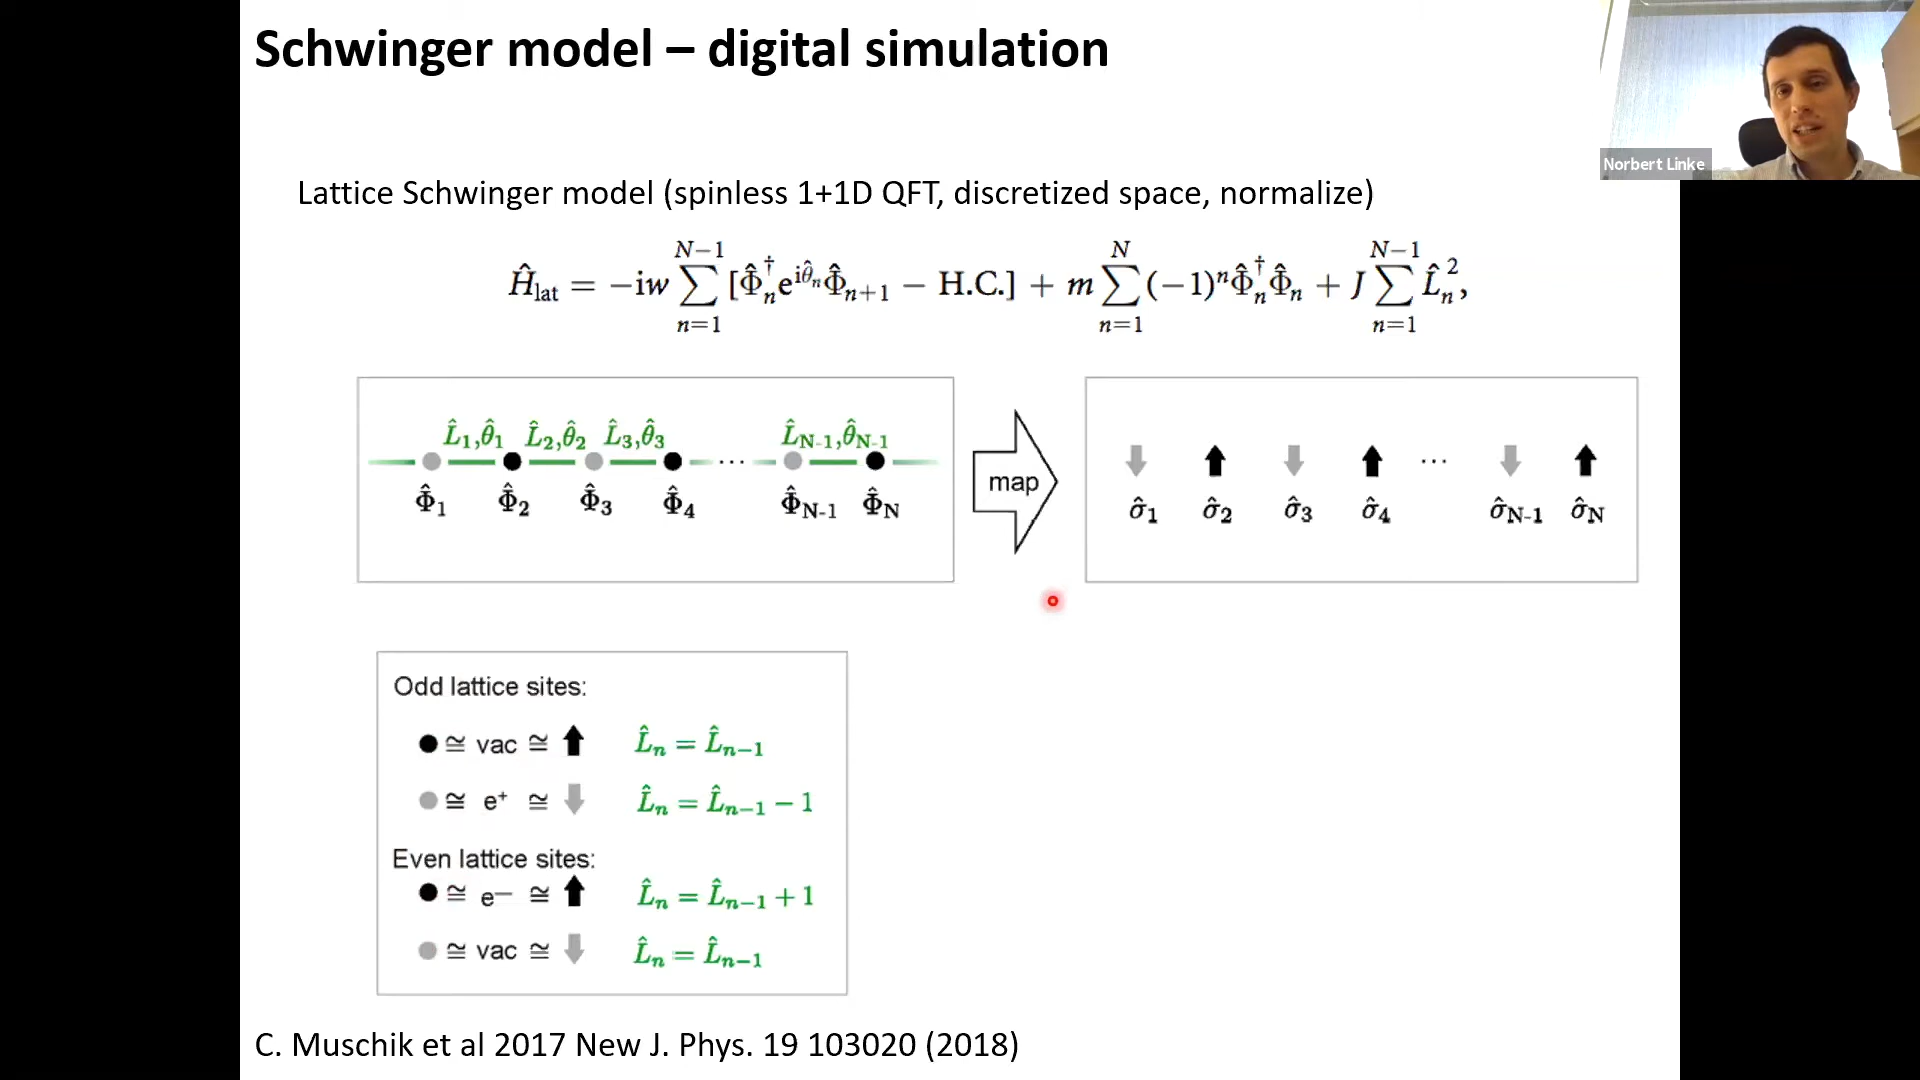 Schwinger model – digital simulation
Norbert Linke
Lattice Schwinger model (spinless 1+1D QFT, discretized space, normalize)
Ĥ_lat = −iw ∑_{n=1}^{N−1} [Φ̂_n^† e^{iθ̂_n} Φ̂_{n+1} − H.C.] + m ∑_{n=1}^{N} (−1)^n Φ̂_n^† Φ̂_n + J ∑_{n=1}^{N−1} L̂_n^2,
L̂_1,θ̂_1 L̂_2,θ̂_2 L̂_3,θ̂_3 L̂_{N-1},θ̂_{N-1}
...
Φ̂_1 Φ̂_2 Φ̂_3 Φ̂_4 Φ̂_{N-1} Φ̂_N
map
...
σ̂_1 σ̂_2 σ̂_3 σ̂_4 σ̂_{N-1} σ̂_N
Odd lattice sites:
● ≅ vac ≅ ⬆ L̂_n = L̂_{n−1}
● ≅ e⁺ ≅ ⬇ L̂_n = L̂_{n−1} − 1
Even lattice sites:
● ≅ e⁻ ≅ ⬆ L̂_n = L̂_{n−1} + 1
● ≅ vac ≅ ⬇ L̂_n = L̂_{n−1}
C. Muschik et al 2017 New J. Phys. 19 103020 (2018)